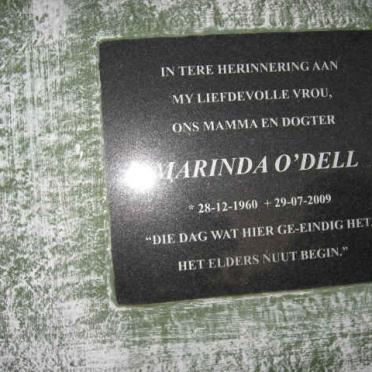 IN TERE HERINNERING AAN
MY LIEFDEVOLLE VROU,
ONS MAMMA EN DOGTER
MARINDA O'DELL
* 28-12-1960 + 29-07-2009
"DIE DAG WAT HIER GE-EINDIG HET,
HET ELDERS NUUT BEGIN."